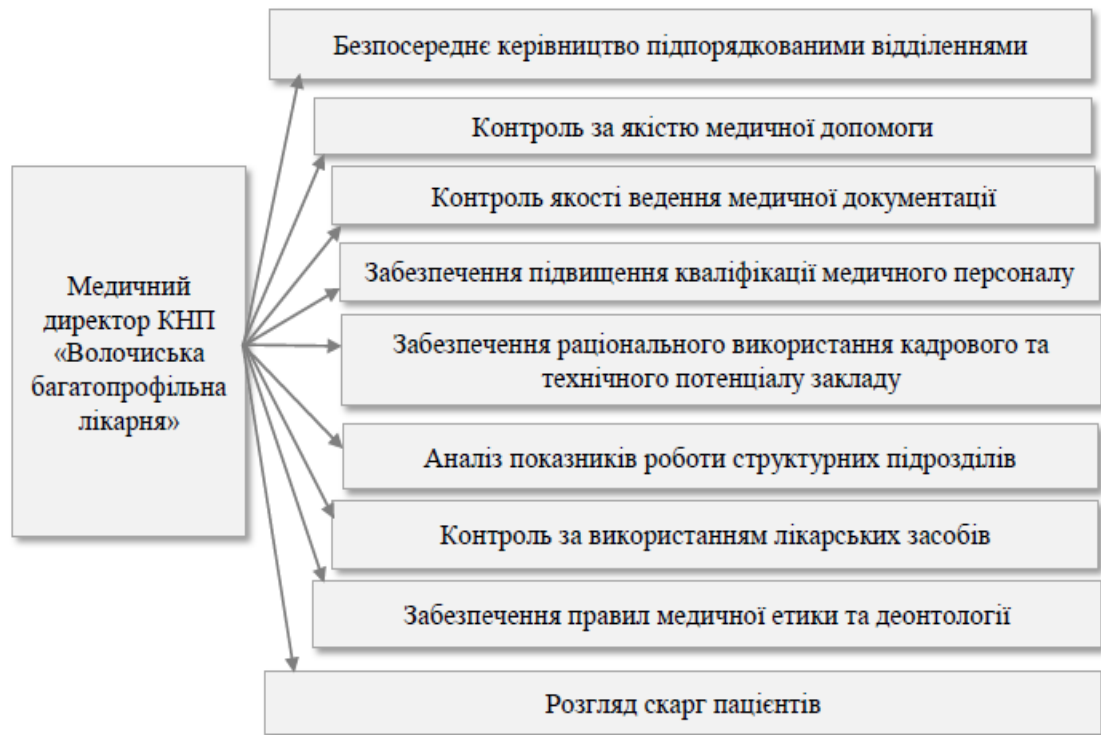 Безпосереднє керівництво підпорядкованими відділеннями
Контроль за якістю медичної допомоги
Контроль якості ведення медичної документації
Забезпечення підвищення кваліфікації медичного персоналу
Медичний
директор КНП
«Волочиська
багатопрофільна
лікарня»
Забезпечення раціонального використання кадрового та
технічного потенціалу закладу
Аналіз показників роботи структурних підрозділів
Контроль за використанням лікарських засобів
Забезпечення правил медичної етики та деонтології
Розгляд скарг пацієнтів